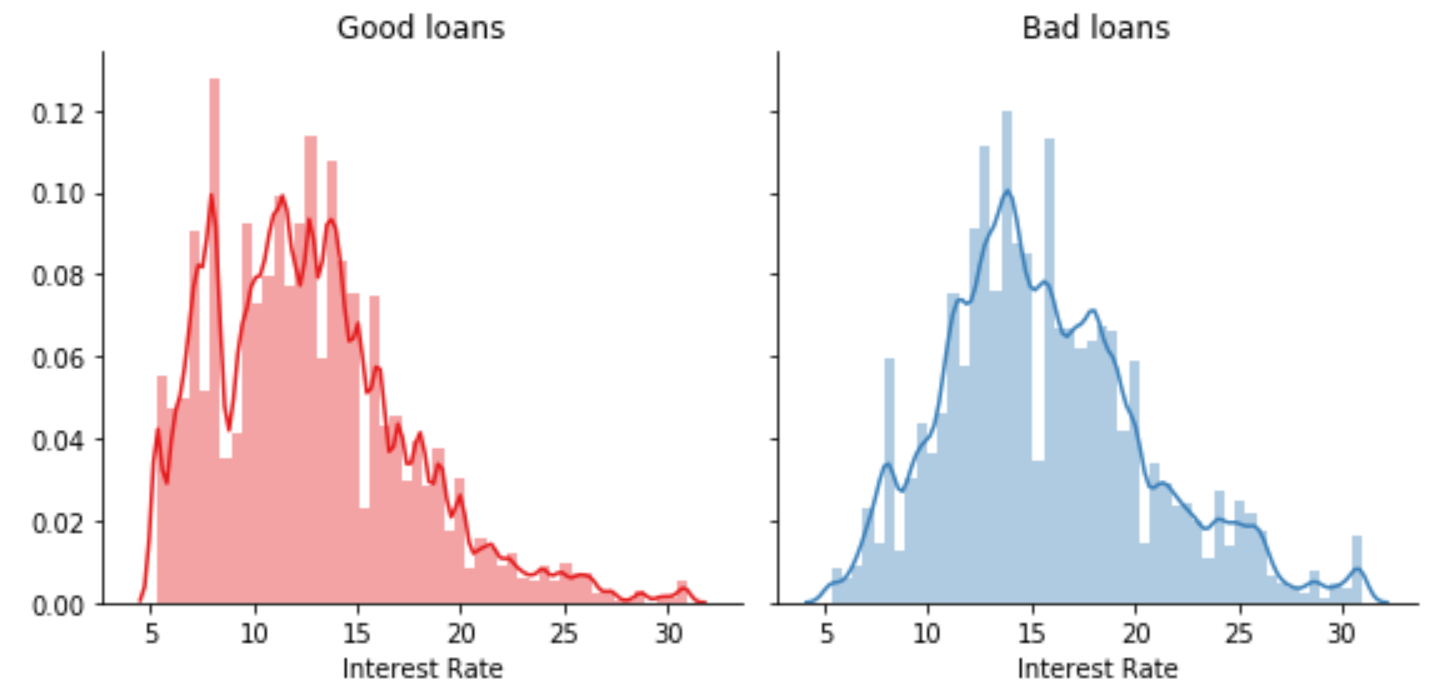 Good loans
Bad loans
0.12
0.10
0.08
0.06
0.04
0.02
0.00
5 10 15 20 25 30
5 10 15 20 25 30
Interest Rate
Interest Rate